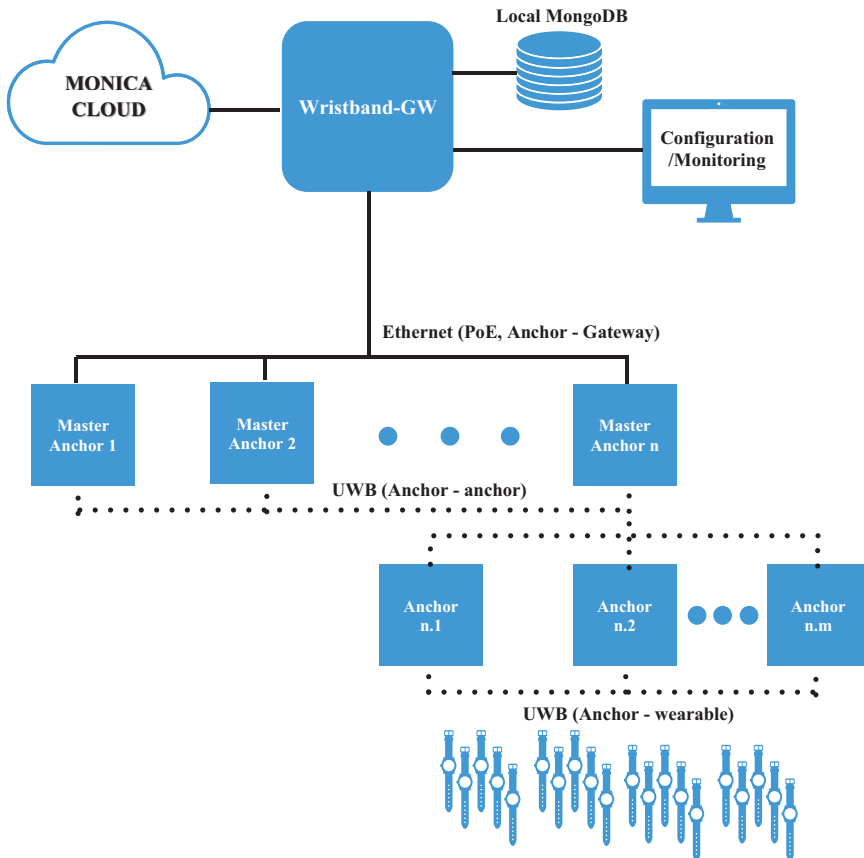 Local MongoDB
MONICA
CLOUD
Wristband-GW
Configuration
/Monitoring
Ethernet (PoE, Anchor - Gateway)
Master
Anchor 1
Master
Anchor 2
Master
Anchor n
UWB (Anchor - anchor)
Anchor
n.1
Anchor
n.2
Anchor
n.m
UWB (Anchor - wearable)